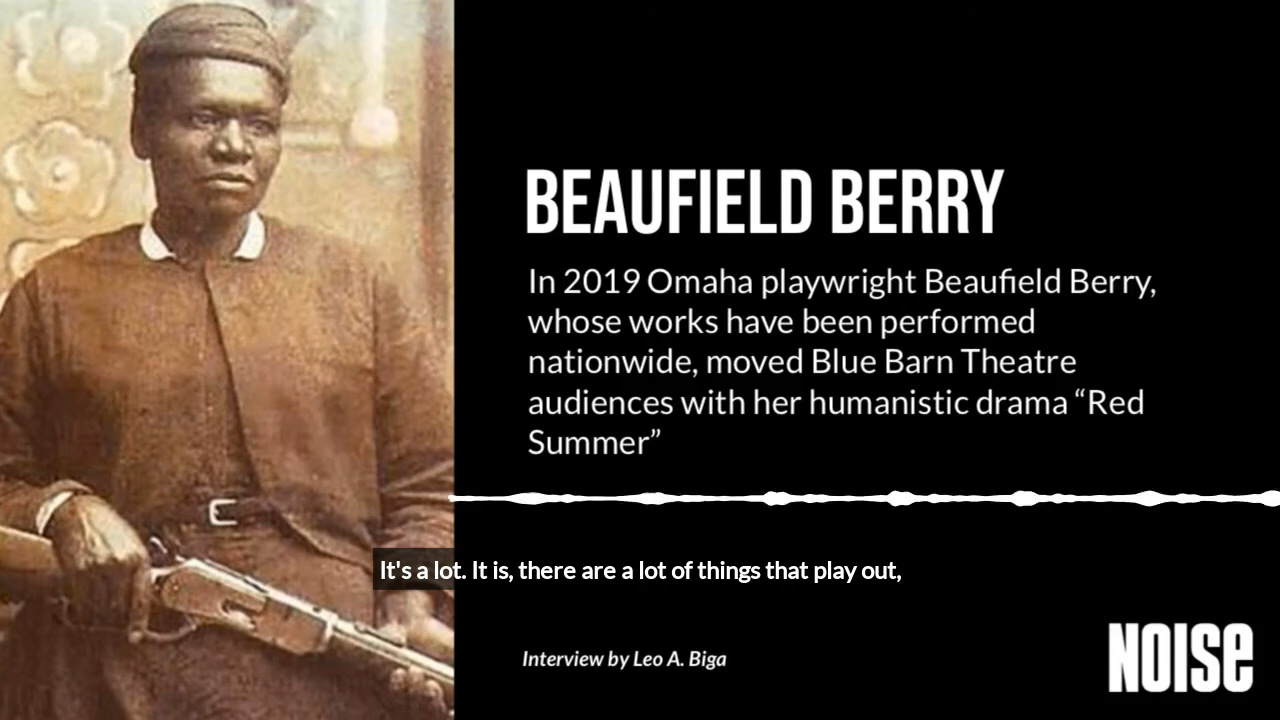 BEAUFIELD BERRY
In 2019 Omaha playwright Beaufield Berry,
whose works have been performed
nationwide, moved Blue Barn Theatre
audiences with her humanistic drama “Red
Summer”
It's a lot. It is, there are a lot of things that play out,
Interview by Leo A. Biga
NOISe